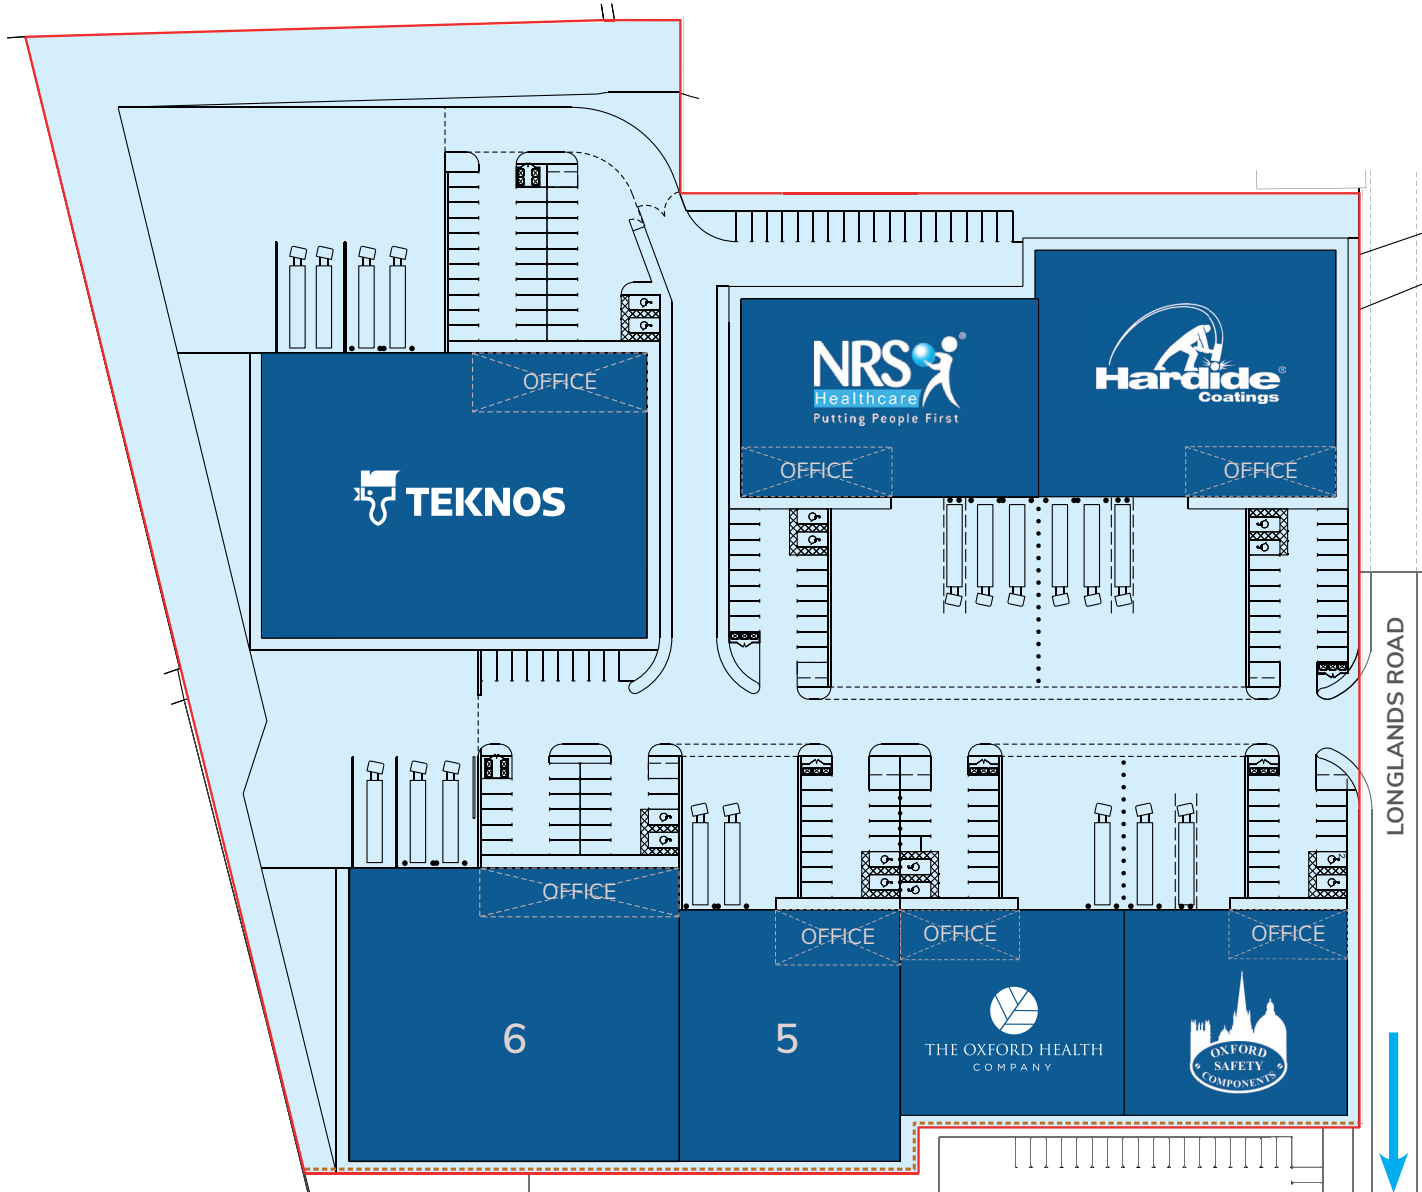 OFFICE
TEKNOS
NRS®
Healthcare
Putting People First
OFFICE
Hardide®
Coatings
OFFICE
LONGLANDS ROAD
OFFICE
6
OFFICE
5
OFFICE
THE OXFORD HEALTH
COMPANY
OFFICE
OXFORD
SAFETY
COMPONENTS